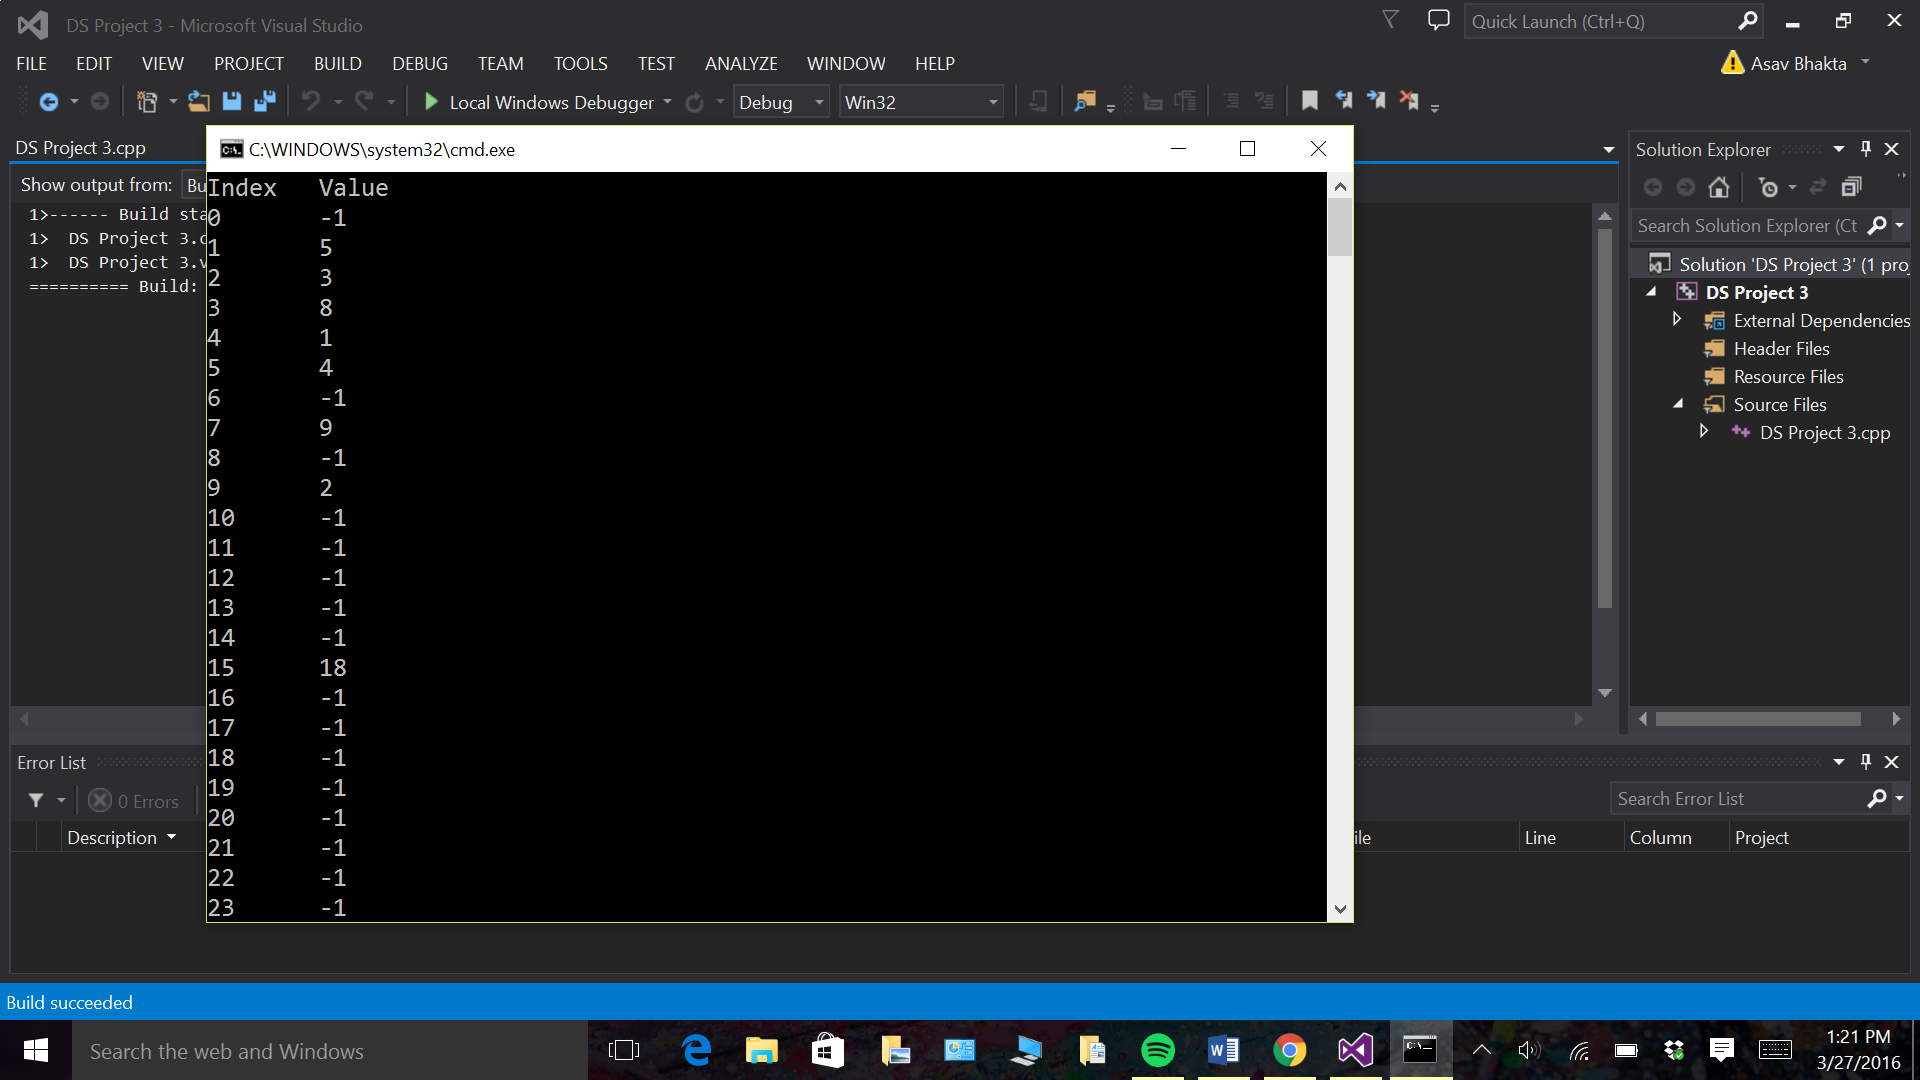 DS Project 3 - Microsoft Visual Studio
Quick Launch (Ctrl+Q)
FILE EDIT VIEW PROJECT BUILD DEBUG TEAM TOOLS TEST ANALYZE WINDOW HELP
Asav Bhakta
Local Windows Debugger Debug Win32
DS Project 3.cpp
C:\WINDOWS\system32\cmd.exe
Show output from: Bu
1>------ Build sta
1> DS Project 3.c
1> DS Project 3.v
========== Build:
Index Value
0 -1
1 5
2 3
3 8
4 1
5 4
6 -1
7 9
8 -1
9 2
10 -1
11 -1
12 -1
13 -1
14 -1
15 18
16 -1
17 -1
18 -1
19 -1
20 -1
21 -1
22 -1
23 -1
Solution Explorer
Search Solution Explorer (Ct
Solution 'DS Project 3' (1 proj
DS Project 3
External Dependencies
Header Files
Resource Files
Source Files
DS Project 3.cpp
Error List
0 Errors
Search Error List
Description ile Line Column Project
Build succeeded
Search the web and Windows
1:21 PM
3/27/2016